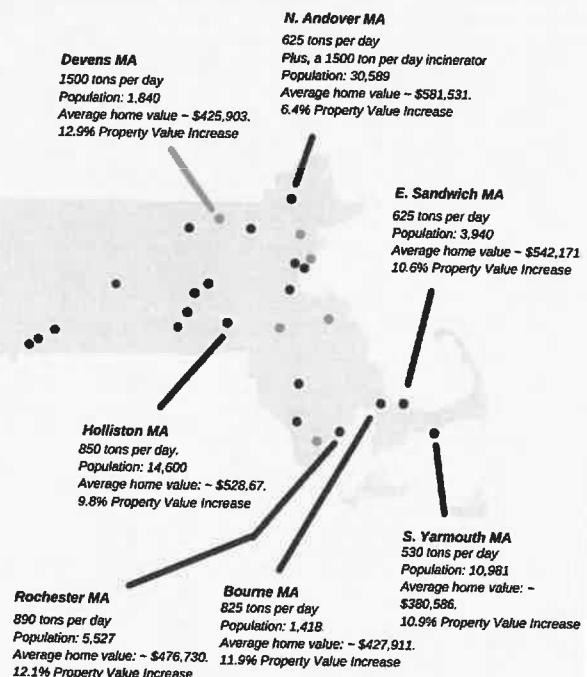 N. Andover MA
625 tons per day
Plus, a 1500 ton per day incinerator
Population: 30,589
Average home value ~ $581,531.
6.4% Property Value Increase
Devens MA
1500 tons per day
Population: 1,840
Average home value ~ $425,903.
12.9% Property Value Increase
E. Sandwich MA
625 tons per day
Population: 3,940
Average home value ~ $542,171
10.6% Property Value Increase
Holliston MA
850 tons per day.
Population: 14,600
Average home value: ~ $528,67.
9.8% Property Value Increase
S. Yarmouth MA
530 tons per day
Population: 10,981
Average home value: ~
$380,586.
10.9% Property Value Increase
Rochester MA
890 tons per day
Population: 5,527
Average home value: ~ $476,730.
12.1% Property Value Increase
Bourne MA
825 tons per day
Population: 1,418
Average home value: ~ $427,911.
11.9% Property Value Increase